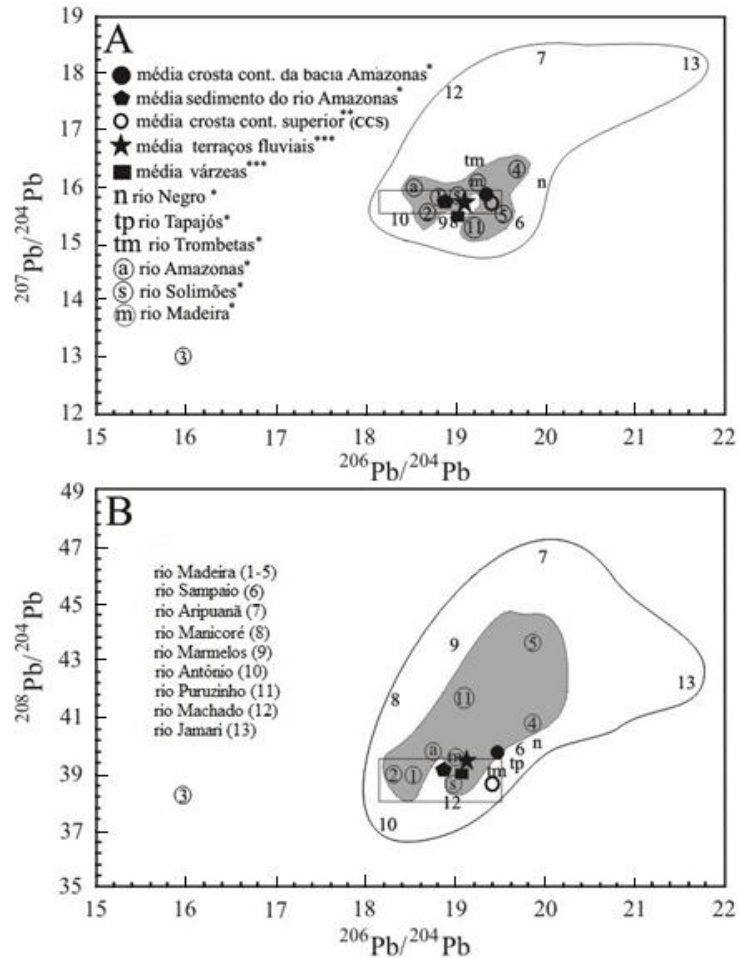 19
18
17
16
15
14
13
12
207Pb/204Pb
A
média crosta cont. da bacia Amazonas*
média sedimento do rio Amazonas*
média crosta cont. superior**(CCS)
média terraços fluviais***
média várzeas***
n rio Negro *
tp rio Tapajós*
tm rio Trombetas*
a rio Amazonas*
s rio Solimões*
m rio Madeira*
7
13
12
tm
4
a
m
n
1
s
2
5
10
9
8
6
11
3
15 16 17 18 19 20 21 22
206Pb/204Pb
49
47
45
43
41
39
37
35
208Pb/204Pb
B
rio Madeira (1-5)
rio Sampaio (6)
rio Aripuanã (7)
rio Manicoré (8)
rio Marmelos (9)
rio Antônio (10)
rio Puruzinho (11)
rio Machado (12)
rio Jamari (13)
7
9
5
13
8
11
4
n
a
m
6
tp
2
1
s
tm
3
12
10
15 16 17 18 19 20 21 22
206Pb/204Pb